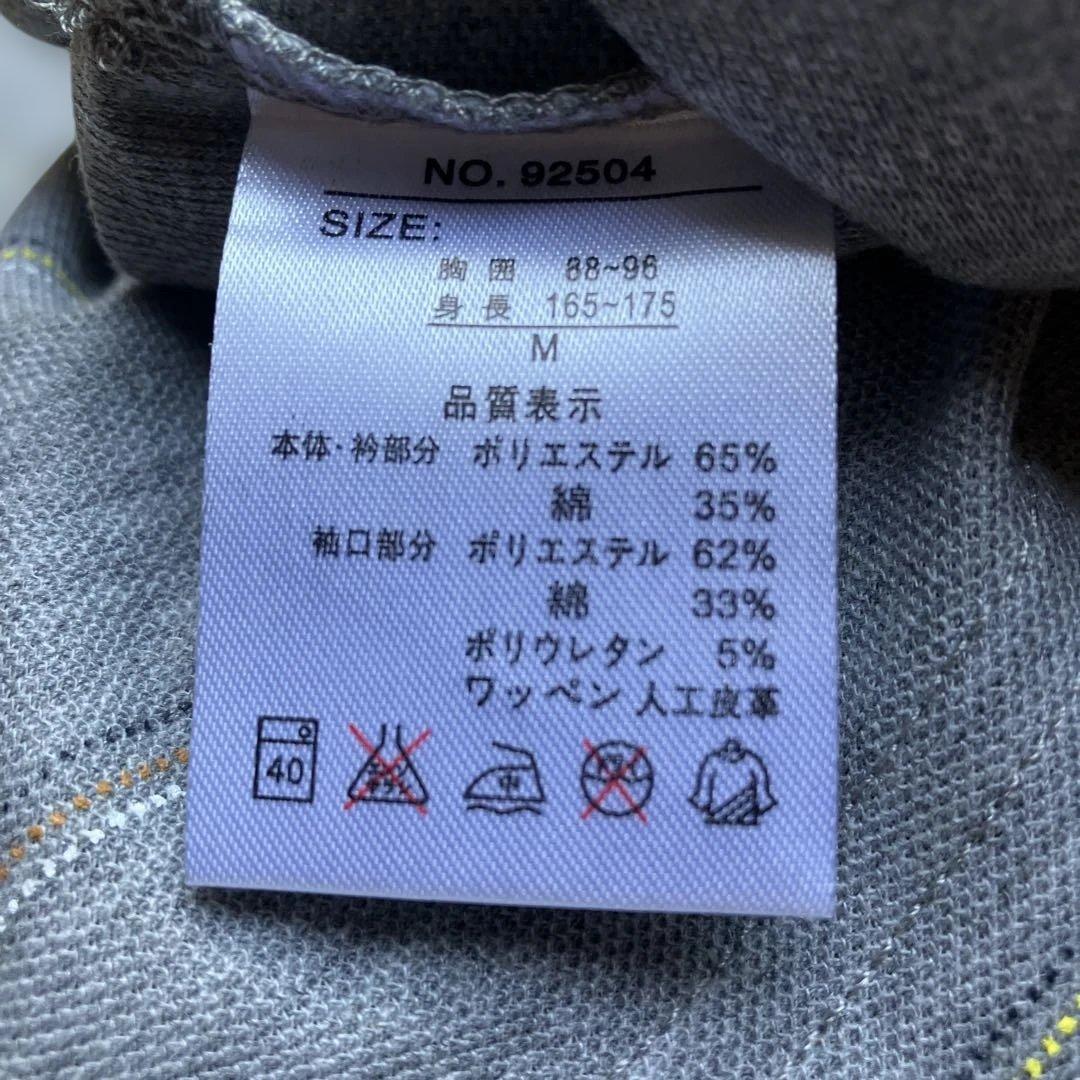 NO. 92504
SIZE:
胸囲 88~96
身長 165~175
M
品質表示
本体・衿部分 ポリエステル 65%
綿 35%
袖口部分 ポリエステル 62%
綿 33%
ポリウレタン 5%
ワッペン 人工皮革
40 中